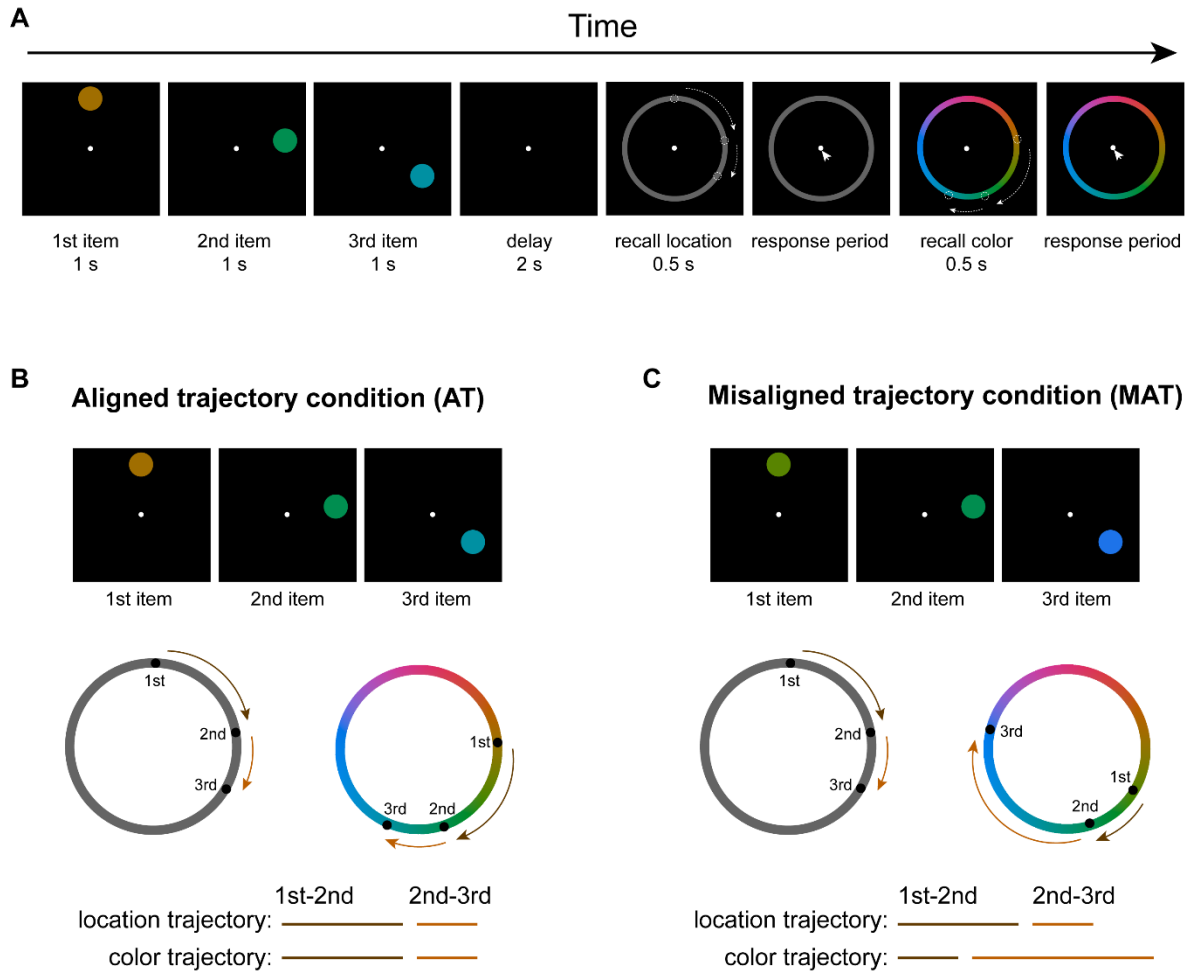 A
Time
1st item 2nd item 3rd item delay recall location response period recall color response period
1 s 1 s 1 s 2 s 0.5 s 0.5 s
B
Aligned trajectory condition (AT)
1st item 2nd item 3rd item
1st
2nd
3rd
1st
2nd
3rd
1st-2nd 2nd-3rd
location trajectory:
color trajectory:
C
Misaligned trajectory condition (MAT)
1st item 2nd item 3rd item
1st
2nd
3rd
1st
2nd
3rd
1st-2nd 2nd-3rd
location trajectory:
color trajectory: